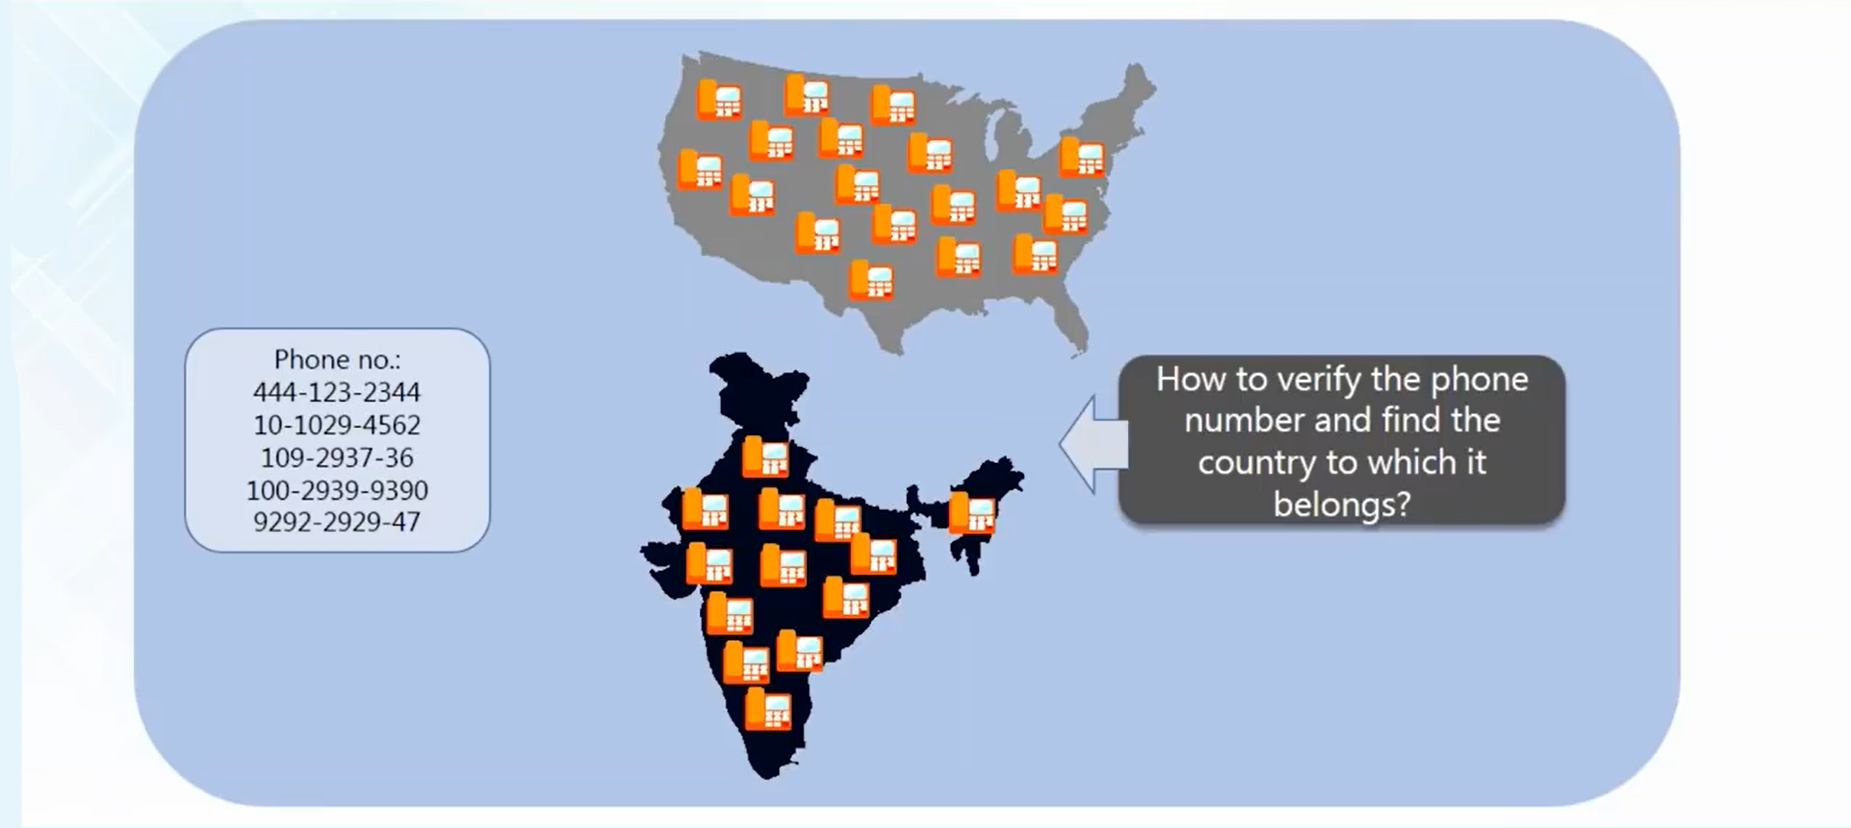 Phone no.:
444-123-2344
10-1029-4562
109-2937-36
100-2939-9390
9292-2929-47
How to verify the phone
number and find the
country to which it
belongs?